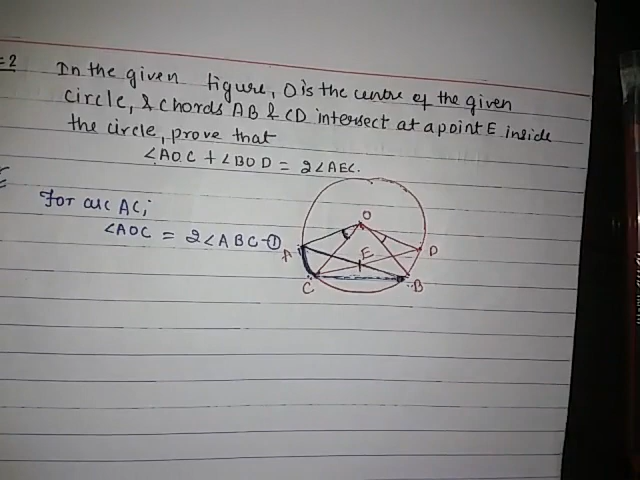 =2 In the given figure, O is the centre of the given
circle, & chords AB & CD intersect at a point E inside
the circle, prove that
∠AOC + ∠BOD = 2∠AEC.
For arc AC;
∠AOC = 2∠ABC-①
O
A
E
D
C
B